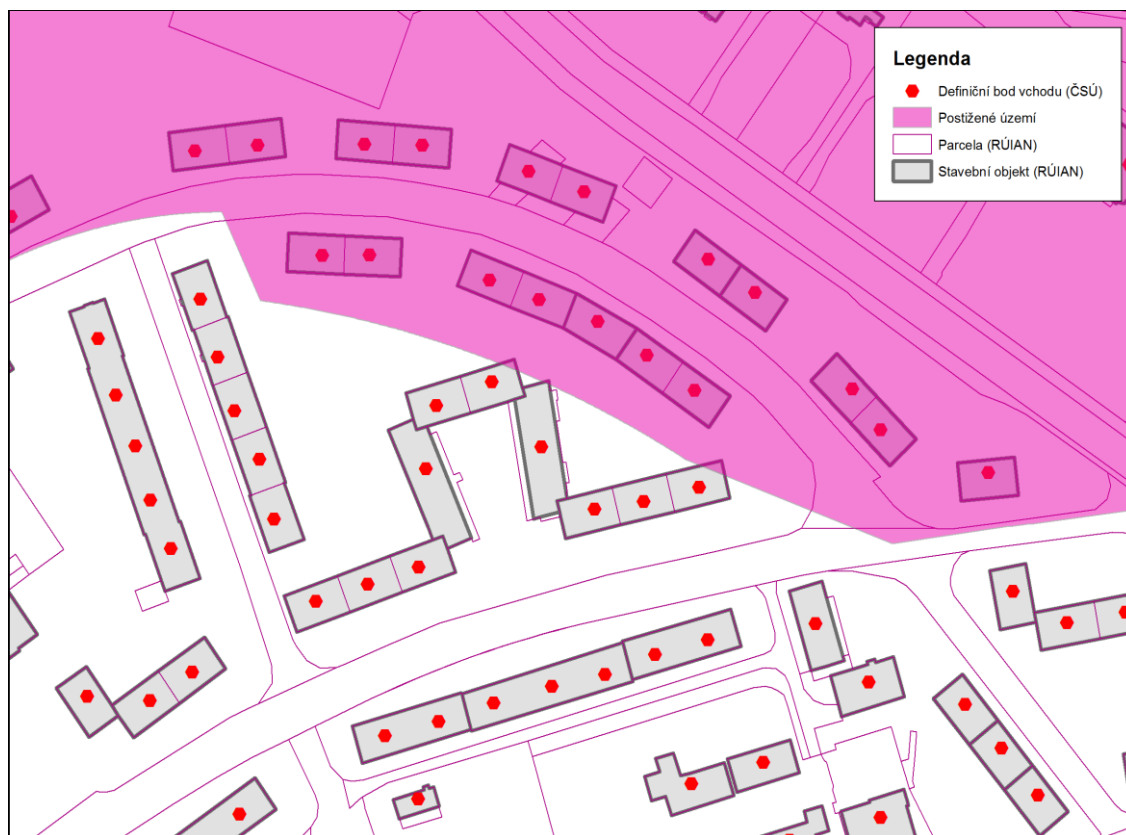 Legenda
Definiční bod vchodu (ČSÚ)
Postižené území
Parcela (RÚIAN)
Stavební objekt (RÚIAN)